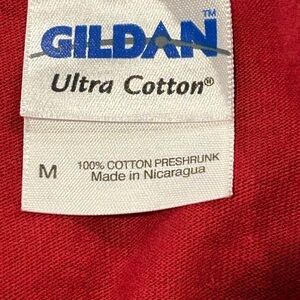 GILDAN™
Ultra Cotton®
M 100% COTTON PRESHRUNK
Made in Nicaragua